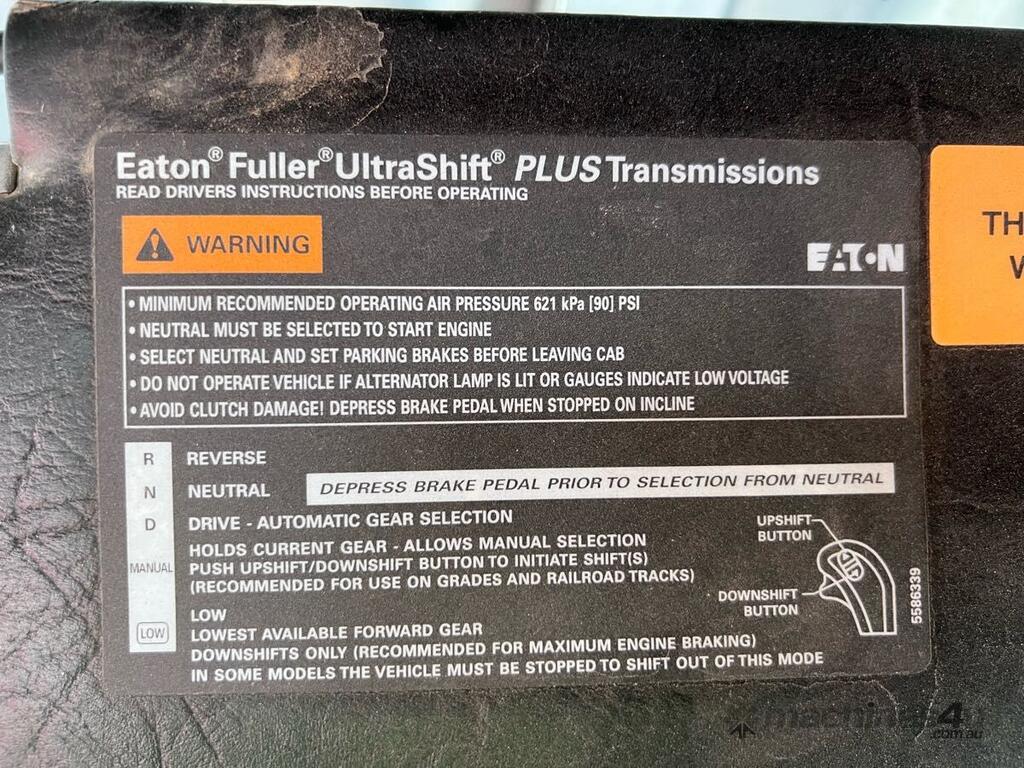 Eaton® Fuller® UltraShift® PLUS Transmissions
READ DRIVERS INSTRUCTIONS BEFORE OPERATING
WARNING
EATON
• MINIMUM RECOMMENDED OPERATING AIR PRESSURE 621 kPa [90] PSI
• NEUTRAL MUST BE SELECTED TO START ENGINE
• SELECT NEUTRAL AND SET PARKING BRAKES BEFORE LEAVING CAB
• DO NOT OPERATE VEHICLE IF ALTERNATOR LAMP IS LIT OR GAUGES INDICATE LOW VOLTAGE
• AVOID CLUTCH DAMAGE! DEPRESS BRAKE PEDAL WHEN STOPPED ON INCLINE
R REVERSE
N NEUTRAL DEPRESS BRAKE PEDAL PRIOR TO SELECTION FROM NEUTRAL
D DRIVE - AUTOMATIC GEAR SELECTION
MANUAL HOLDS CURRENT GEAR - ALLOWS MANUAL SELECTION
PUSH UPSHIFT/DOWNSHIFT BUTTON TO INITIATE SHIFT(S)
(RECOMMENDED FOR USE ON GRADES AND RAILROAD TRACKS)
LOW LOW
LOWEST AVAILABLE FORWARD GEAR
DOWNSHIFTS ONLY (RECOMMENDED FOR MAXIMUM ENGINE BRAKING)
IN SOME MODELS THE VEHICLE MUST BE STOPPED TO SHIFT OUT OF THIS MODE
UPSHIFT
BUTTON
DOWNSHIFT
BUTTON
5586339
TH
W
machines4u
.com.au